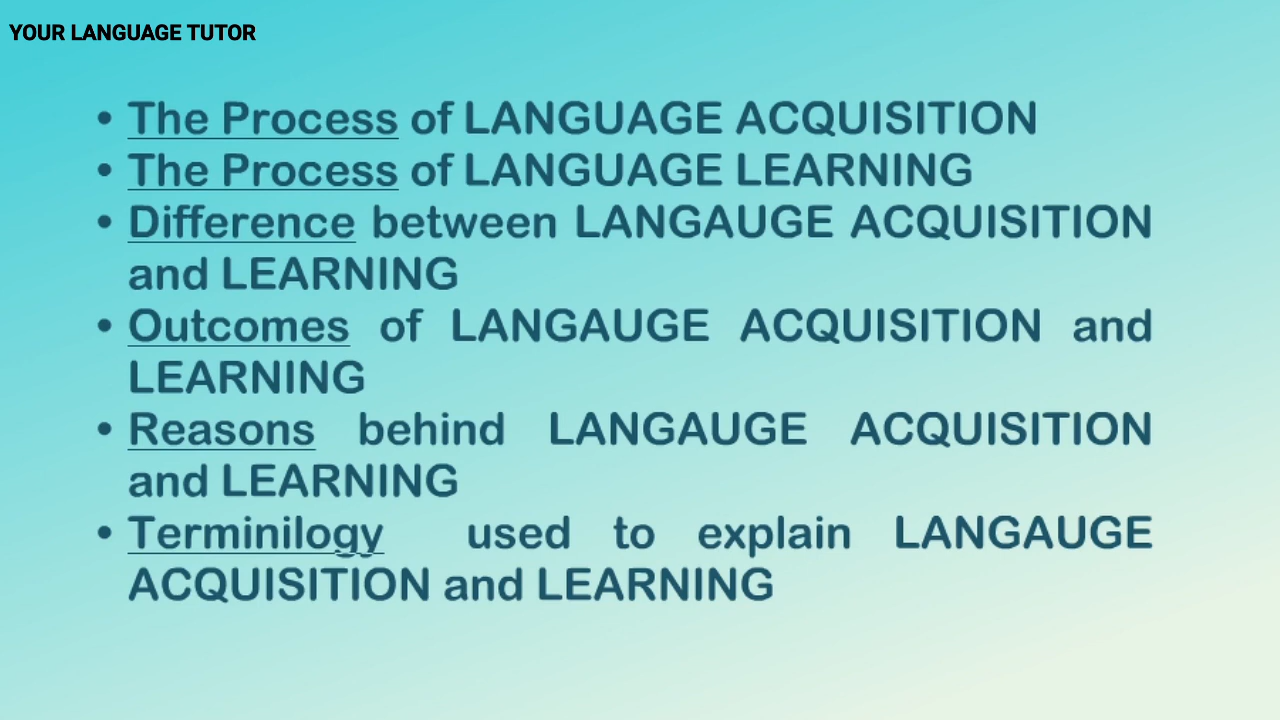 YOUR LANGUAGE TUTOR
• The Process of LANGUAGE ACQUISITION
• The Process of LANGUAGE LEARNING
• Difference between LANGAUGE ACQUISITION
and LEARNING
• Outcomes of LANGAUGE ACQUISITION and
LEARNING
• Reasons behind LANGAUGE ACQUISITION
and LEARNING
• Terminilogy used to explain LANGAUGE
ACQUISITION and LEARNING